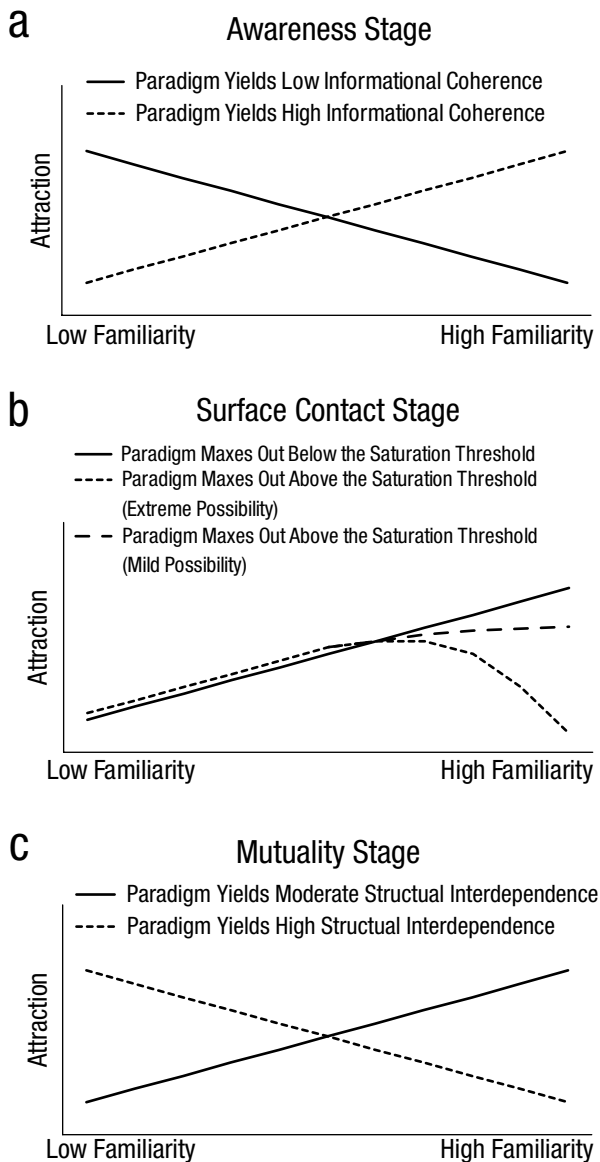 a
Awareness Stage
Paradigm Yields Low Informational Coherence
Paradigm Yields High Informational Coherence
Attraction
Low Familiarity
High Familiarity
b
Surface Contact Stage
Paradigm Maxes Out Below the Saturation Threshold
Paradigm Maxes Out Above the Saturation Threshold
(Extreme Possibility)
Paradigm Maxes Out Above the Saturation Threshold
(Mild Possibility)
Attraction
Low Familiarity
High Familiarity
c
Mutuality Stage
Paradigm Yields Moderate Structual Interdependence
Paradigm Yields High Structual Interdependence
Attraction
Low Familiarity
High Familiarity